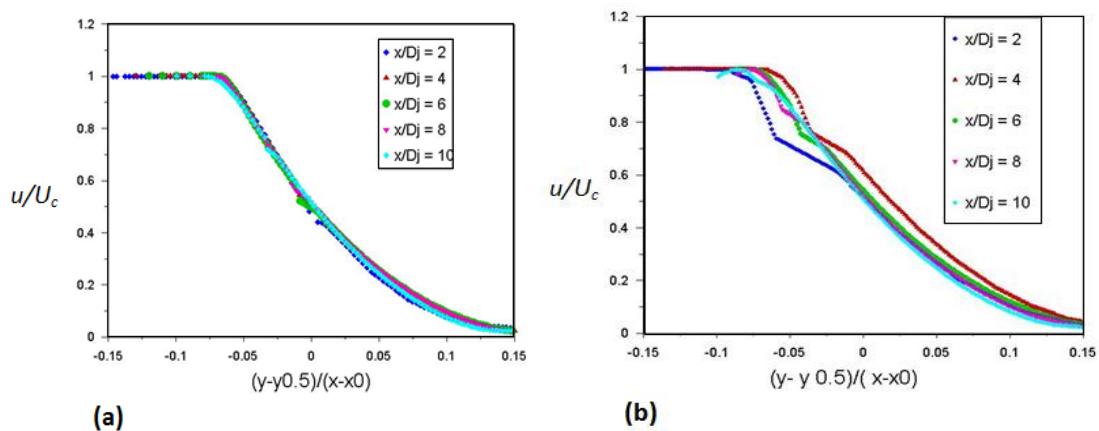 1.2
1
0.8
0.6
0.4
0.2
0
u/Uc
x/Dj = 2
x/Dj = 4
x/Dj = 6
x/Dj = 8
x/Dj = 10
-0.15 -0.1 -0.05 0 0.05 0.1 0.15
(y-y0.5)/(x-x0)
(a)
1.2
1
0.8
0.6
0.4
0.2
0
u/Uc
x/Dj = 2
x/Dj = 4
x/Dj = 6
x/Dj = 8
x/Dj = 10
-0.15 -0.1 -0.05 0 0.05 0.1 0.15
(y- y 0.5)/( x-x0)
(b)